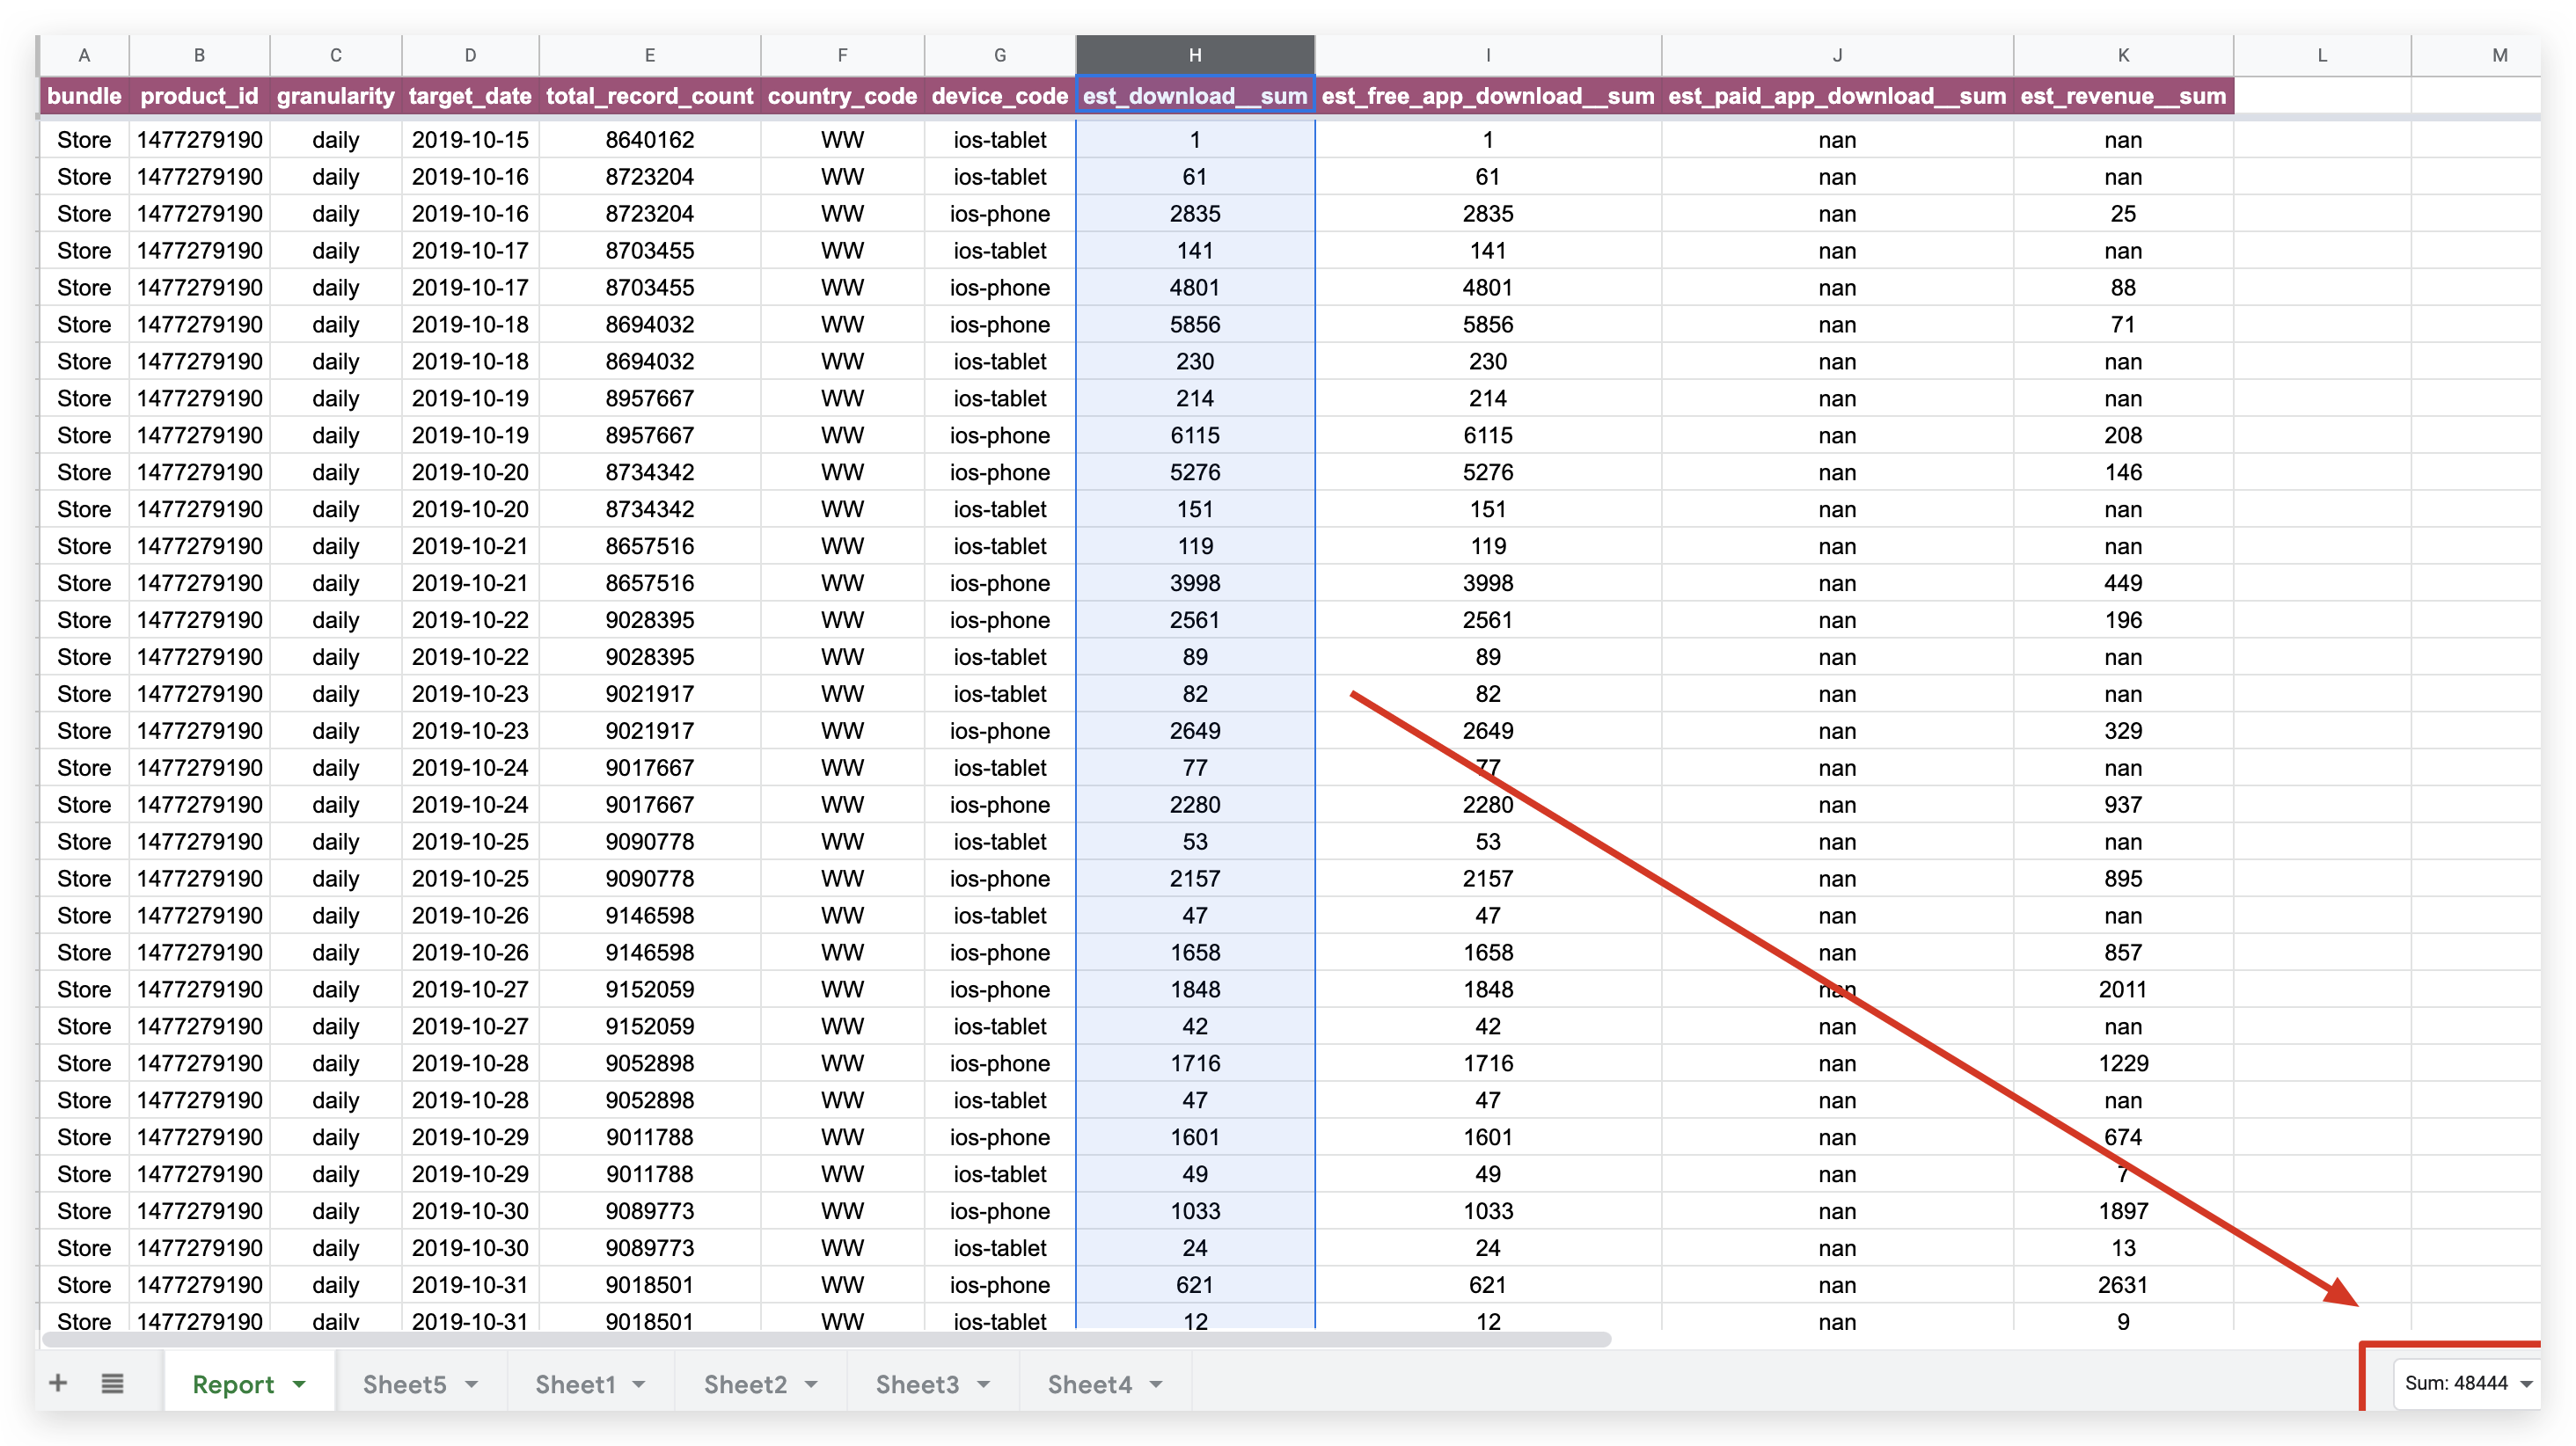 A B C D E F G H I J K L M
bundle product_id granularity target_date total_record_count country_code device_code est_download__sum est_free_app_download__sum est_paid_app_download__sum est_revenue__sum
Store 1477279190 daily 2019-10-15 8640162 WW ios-tablet 1 1 nan nan
Store 1477279190 daily 2019-10-16 8723204 WW ios-tablet 61 61 nan nan
Store 1477279190 daily 2019-10-16 8723204 WW ios-phone 2835 2835 nan 25
Store 1477279190 daily 2019-10-17 8703455 WW ios-tablet 141 141 nan nan
Store 1477279190 daily 2019-10-17 8703455 WW ios-phone 4801 4801 nan 88
Store 1477279190 daily 2019-10-18 8694032 WW ios-phone 5856 5856 nan 71
Store 1477279190 daily 2019-10-18 8694032 WW ios-tablet 230 230 nan nan
Store 1477279190 daily 2019-10-19 8957667 WW ios-tablet 214 214 nan nan
Store 1477279190 daily 2019-10-19 8957667 WW ios-phone 6115 6115 nan 208
Store 1477279190 daily 2019-10-20 8734342 WW ios-phone 5276 5276 nan 146
Store 1477279190 daily 2019-10-20 8734342 WW ios-tablet 151 151 nan nan
Store 1477279190 daily 2019-10-21 8657516 WW ios-tablet 119 119 nan nan
Store 1477279190 daily 2019-10-21 8657516 WW ios-phone 3998 3998 nan 449
Store 1477279190 daily 2019-10-22 9028395 WW ios-phone 2561 2561 nan 196
Store 1477279190 daily 2019-10-22 9028395 WW ios-tablet 89 89 nan nan
Store 1477279190 daily 2019-10-23 9021917 WW ios-tablet 82 82 nan nan
Store 1477279190 daily 2019-10-23 9021917 WW ios-phone 2649 2649 nan 329
Store 1477279190 daily 2019-10-24 9017667 WW ios-tablet 77 77 nan nan
Store 1477279190 daily 2019-10-24 9017667 WW ios-phone 2280 2280 nan 937
Store 1477279190 daily 2019-10-25 9090778 WW ios-tablet 53 53 nan nan
Store 1477279190 daily 2019-10-25 9090778 WW ios-phone 2157 2157 nan 895
Store 1477279190 daily 2019-10-26 9146598 WW ios-tablet 47 47 nan nan
Store 1477279190 daily 2019-10-26 9146598 WW ios-phone 1658 1658 nan 857
Store 1477279190 daily 2019-10-27 9152059 WW ios-phone 1848 1848 nan 2011
Store 1477279190 daily 2019-10-27 9152059 WW ios-tablet 42 42 nan nan
Store 1477279190 daily 2019-10-28 9052898 WW ios-phone 1716 1716 nan 1229
Store 1477279190 daily 2019-10-28 9052898 WW ios-tablet 47 47 nan nan
Store 1477279190 daily 2019-10-29 9011788 WW ios-phone 1601 1601 nan 674
Store 1477279190 daily 2019-10-29 9011788 WW ios-tablet 49 49 nan 7
Store 1477279190 daily 2019-10-30 9089773 WW ios-phone 1033 1033 nan 1897
Store 1477279190 daily 2019-10-30 9089773 WW ios-tablet 24 24 nan 13
Store 1477279190 daily 2019-10-31 9018501 WW ios-phone 621 621 nan 2631
Store 1477279190 daily 2019-10-31 9018501 WW ios-tablet 12 12 nan 9
+ Report Sheet5 Sheet1 Sheet2 Sheet3 Sheet4 Sum: 48444